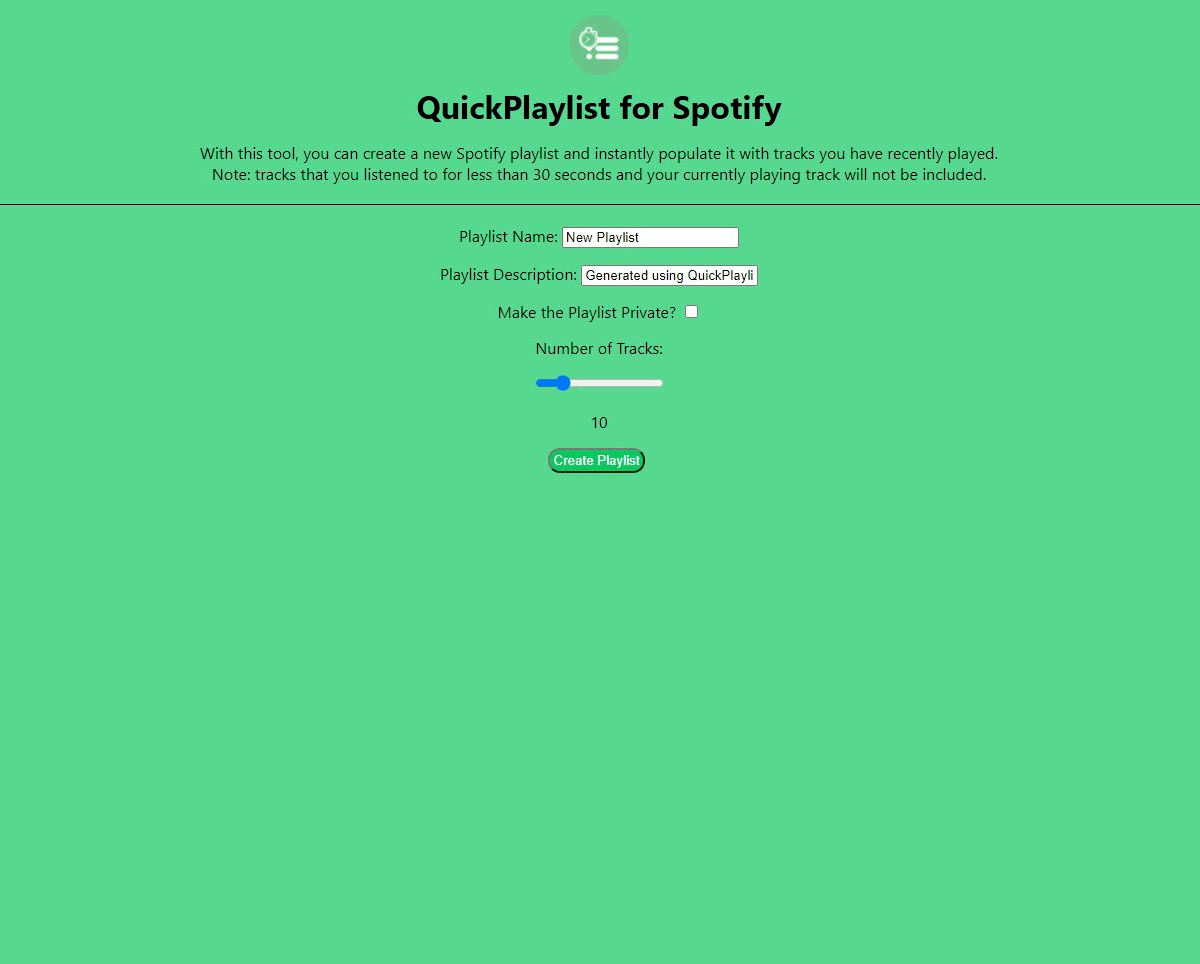 QuickPlaylist for Spotify
With this tool, you can create a new Spotify playlist and instantly populate it with tracks you have recently played.
Note: tracks that you listened to for less than 30 seconds and your currently playing track will not be included.
Playlist Name: New Playlist
Playlist Description: Generated using QuickPlayli
Make the Playlist Private?
Number of Tracks:
10
Create Playlist